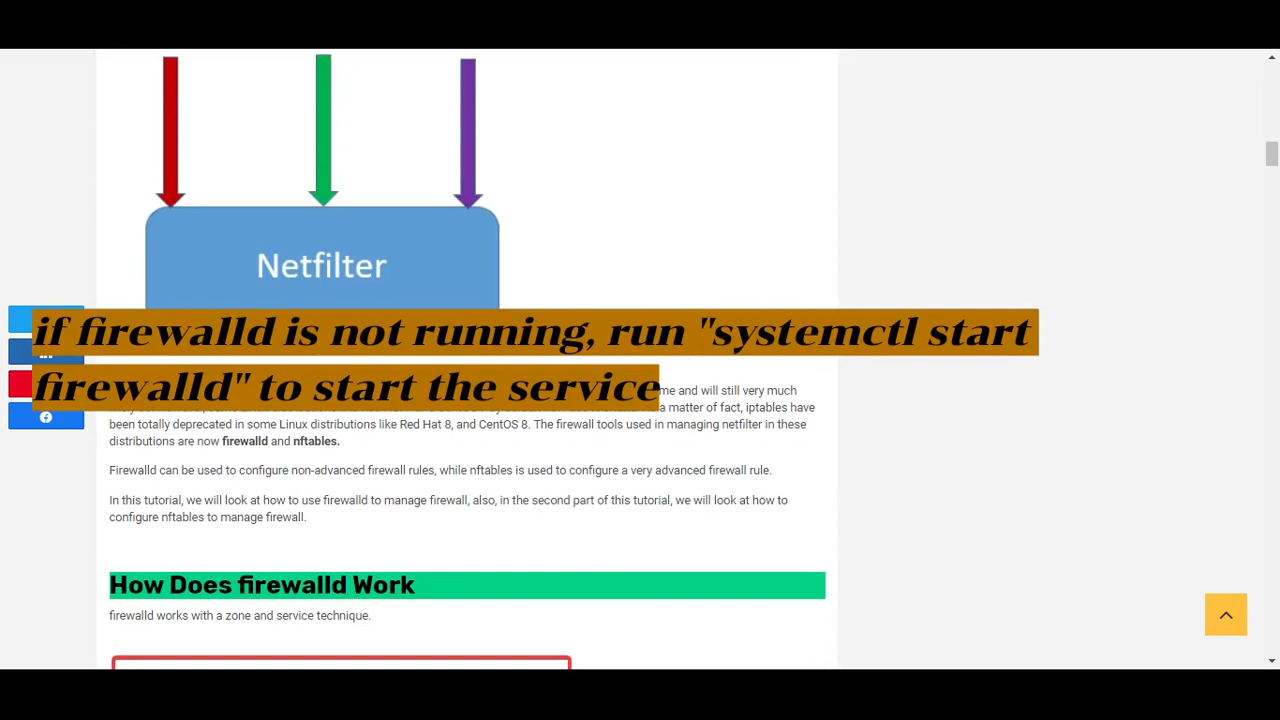 Netfilter
if firewalld is not running, run "systemctl start
firewalld" to start the service
me and will still very much
a matter of fact, iptables have
been totally deprecated in some Linux distributions like Red Hat 8, and CentOS 8. The firewall tools used in managing netfilter in these
distributions are now firewalld and nftables.
Firewalld can be used to configure non-advanced firewall rules, while nftables is used to configure a very advanced firewall rule.
In this tutorial, we will look at how to use firewalld to manage firewall, also, in the second part of this tutorial, we will look at how to
configure nftables to manage firewall.
How Does firewalld Work
firewalld works with a zone and service technique.